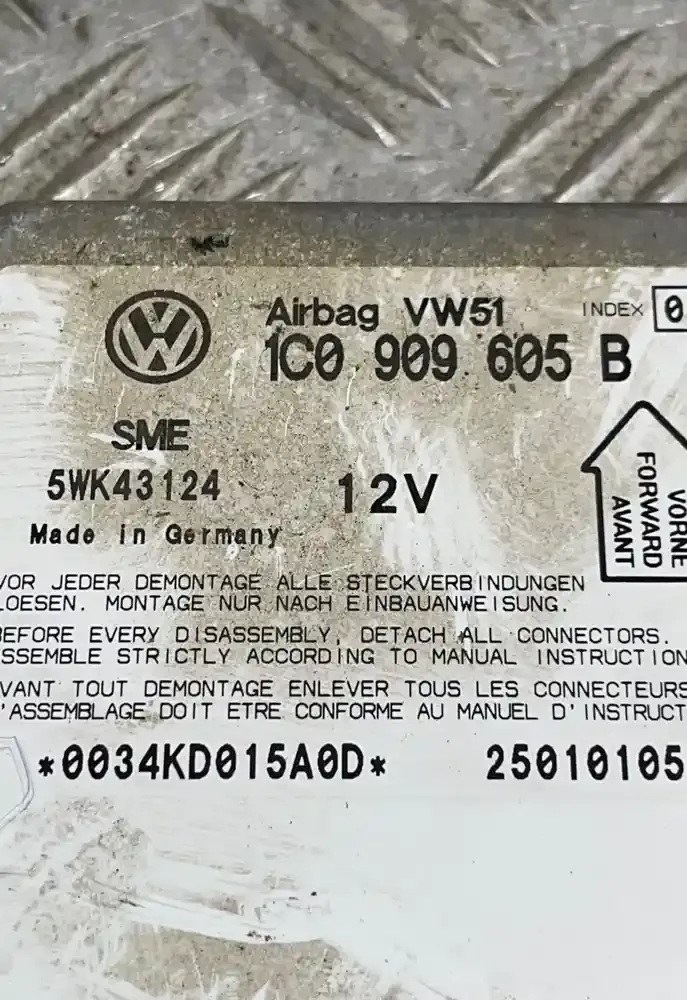 Airbag VW51 INDEX 0
1C0 909 605 B
SME
5WK43124 12V
Made in Germany
VORNE
FORWARD
AVANT
VOR JEDER DEMONTAGE ALLE STECKVERBINDUNGEN
LOESEN. MONTAGE NUR NACH EINBAUANWEISUNG.
BEFORE EVERY DISASSEMBLY, DETACH ALL CONNECTORS.
SSEMBLE STRICTLY ACCORDING TO MANUAL INSTRUCTION
VANT TOUT DEMONTAGE ENLEVER TOUS LES CONNECTEURS
'ASSEMBLAGE DOIT ETRE CONFORME AU MANUEL D'INSTRUCT
*0034KD015A0D* 25010105